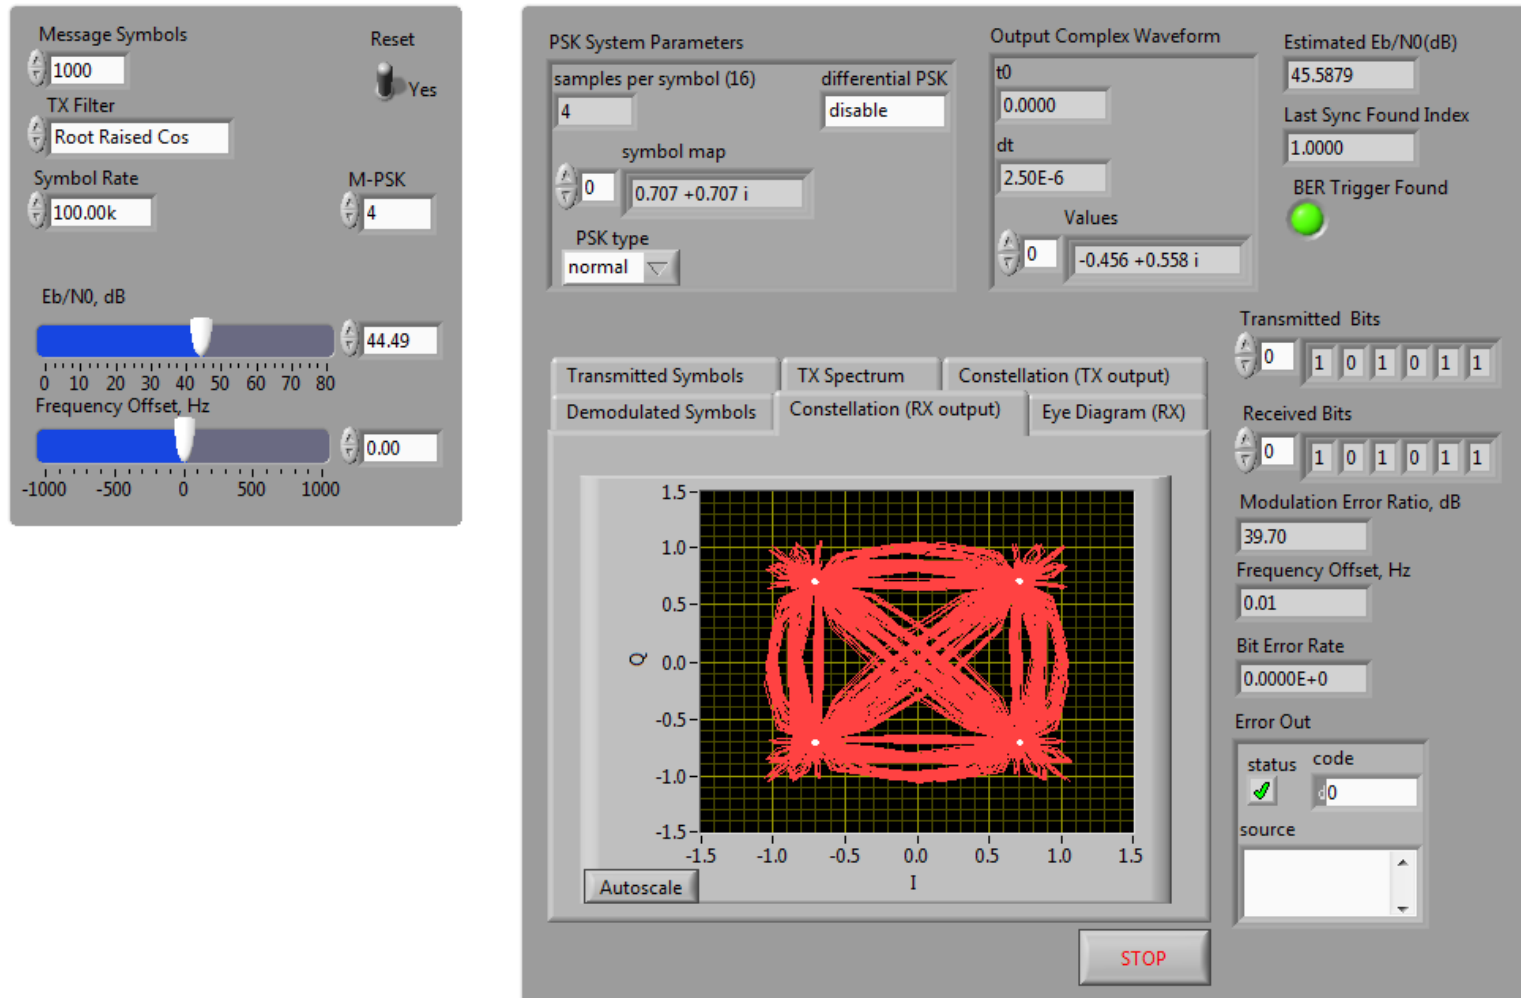 Message Symbols
Reset
1000
Yes
TX Filter
Root Raised Cos
Symbol Rate
M-PSK
100.00k
4
Eb/N0, dB
44.49
0 10 20 30 40 50 60 70 80
Frequency Offset, Hz
0.00
-1000 -500 0 500 1000
PSK System Parameters
samples per symbol (16)
differential PSK
4
disable
symbol map
0
0.707 +0.707 i
PSK type
normal
Output Complex Waveform
t0
0.0000
dt
2.50E-6
Values
0
-0.456 +0.558 i
Estimated Eb/N0(dB)
45.5879
Last Sync Found Index
1.0000
BER Trigger Found
Transmitted Symbols
TX Spectrum
Constellation (TX output)
Demodulated Symbols
Constellation (RX output)
Eye Diagram (RX)
1.5
1.0
0.5
Q
0.0
-0.5
-1.0
-1.5
-1.5 -1.0 -0.5 0.0 0.5 1.0 1.5
I
Autoscale
STOP
Transmitted Bits
0
1 0 1 0 1 1
Received Bits
0
1 0 1 0 1 1
Modulation Error Ratio, dB
39.70
Frequency Offset, Hz
0.01
Bit Error Rate
0.0000E+0
Error Out
status
code
d0
source